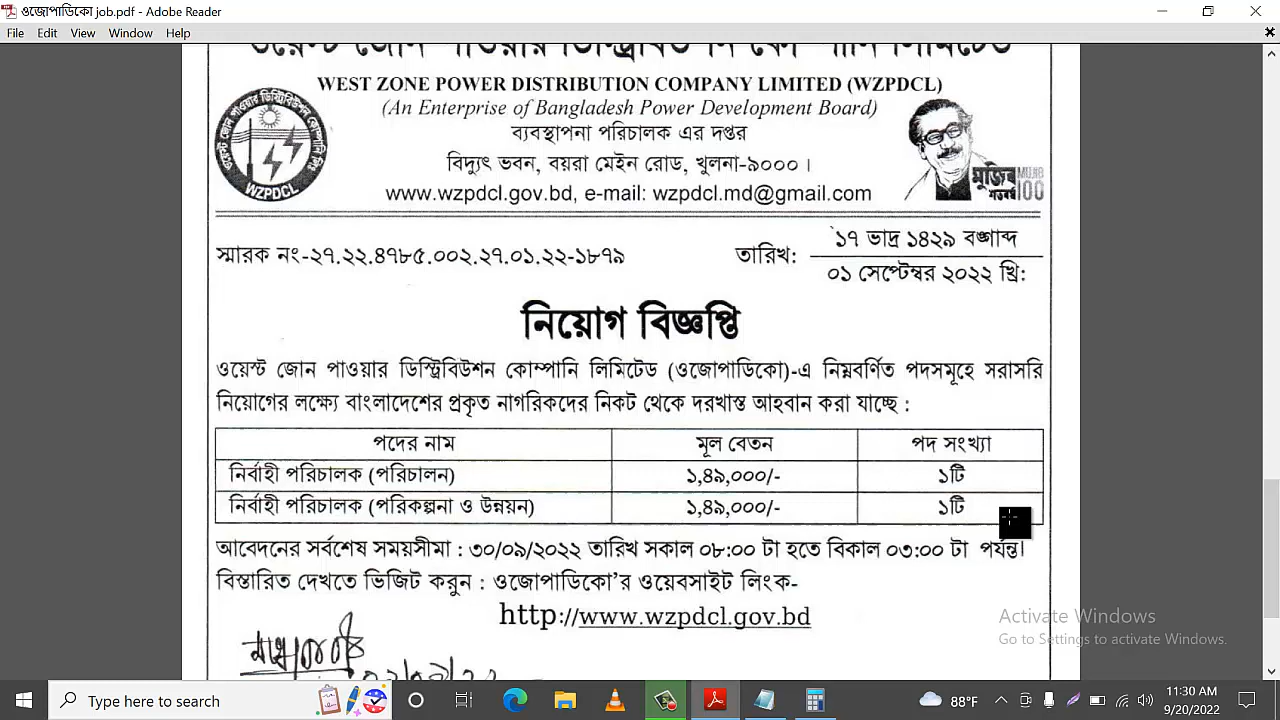 ওজোপাডিকো job.pdf - Adobe Reader
File Edit View Window Help
ওয়েস্ট জোন পাওয়ার ডিস্ট্রিবিউশন কোম্পানি লিমিটেড
WEST ZONE POWER DISTRIBUTION COMPANY LIMITED (WZPDCL)
(An Enterprise of Bangladesh Power Development Board)
ব্যবস্থাপনা পরিচালক এর দপ্তর
বিদ্যুৎ ভবন, বয়রা মেইন রোড, খুলনা-৯০০০।
www.wzpdcl.gov.bd, e-mail: wzpdcl.md@gmail.com
WZPDCL
মুজিব MUJIB
শতবর্ষ 100
স্মারক নং-২৭.২২.৪৭৮৫.০০২.২৭.০১.২২-১৮৭৯
তারিখ: ১৭ ভাদ্র ১৪২৯ বঙ্গাব্দ
০১ সেপ্টেম্বর ২০২২ খ্রি:
নিয়োগ বিজ্ঞপ্তি
ওয়েস্ট জোন পাওয়ার ডিস্ট্রিবিউশন কোম্পানি লিমিটেড (ওজোপাডিকো)-এ নিম্নবর্ণিত পদসমূহে সরাসরি
নিয়োগের লক্ষ্যে বাংলাদেশের প্রকৃত নাগরিকদের নিকট থেকে দরখাস্ত আহবান করা যাচ্ছে :
পদের নাম মূল বেতন পদ সংখ্যা
নির্বাহী পরিচালক (পরিচালন) ১,৪৯,০০০/- ১টি
নির্বাহী পরিচালক (পরিকল্পনা ও উন্নয়ন) ১,৪৯,০০০/- ১টি
আবেদনের সর্বশেষ সময়সীমা : ৩০/০৯/২০২২ তারিখ সকাল ০৮:০০ টা হতে বিকাল ০৩:০০ টা পর্যন্ত।
বিস্তারিত দেখতে ভিজিট করুন : ওজোপাডিকো’র ওয়েবসাইট লিংক-
http://www.wzpdcl.gov.bd
Activate Windows
Go to Settings to activate Windows.
Type here to search
88°F
11:30 AM
9/20/2022